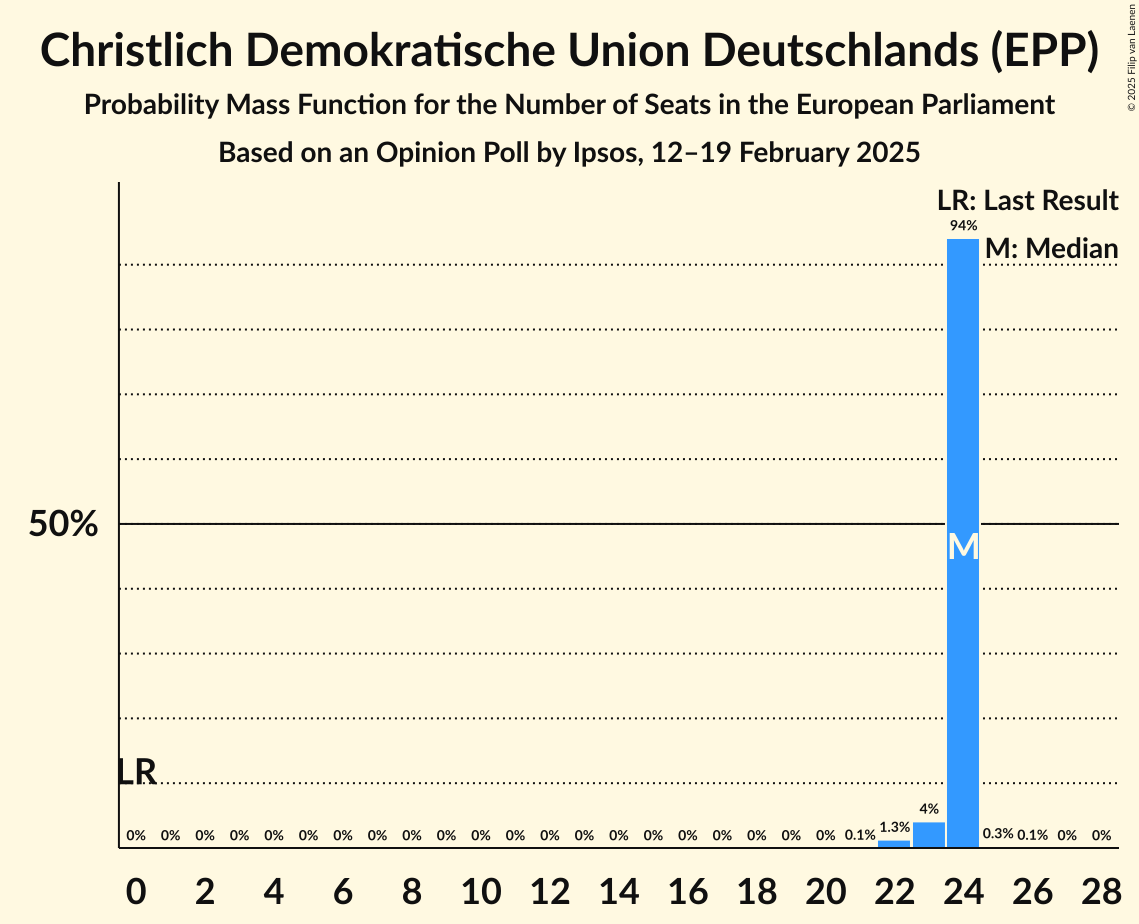 Christlich Demokratische Union Deutschlands (EPP)
Probability Mass Function for the Number of Seats in the European Parliament
Based on an Opinion Poll by Ipsos, 12–19 February 2025
© 2025 Filip van Laenen
LR: Last Result
M: Median
94%
50%
M
LR
0% 0% 0% 0% 0% 0% 0% 0% 0% 0% 0% 0% 0% 0% 0% 0% 0% 0% 0% 0% 0% 0.1% 1.3% 4% 0.3% 0.1% 0% 0%
0 2 4 6 8 10 12 14 16 18 20 22 24 26 28